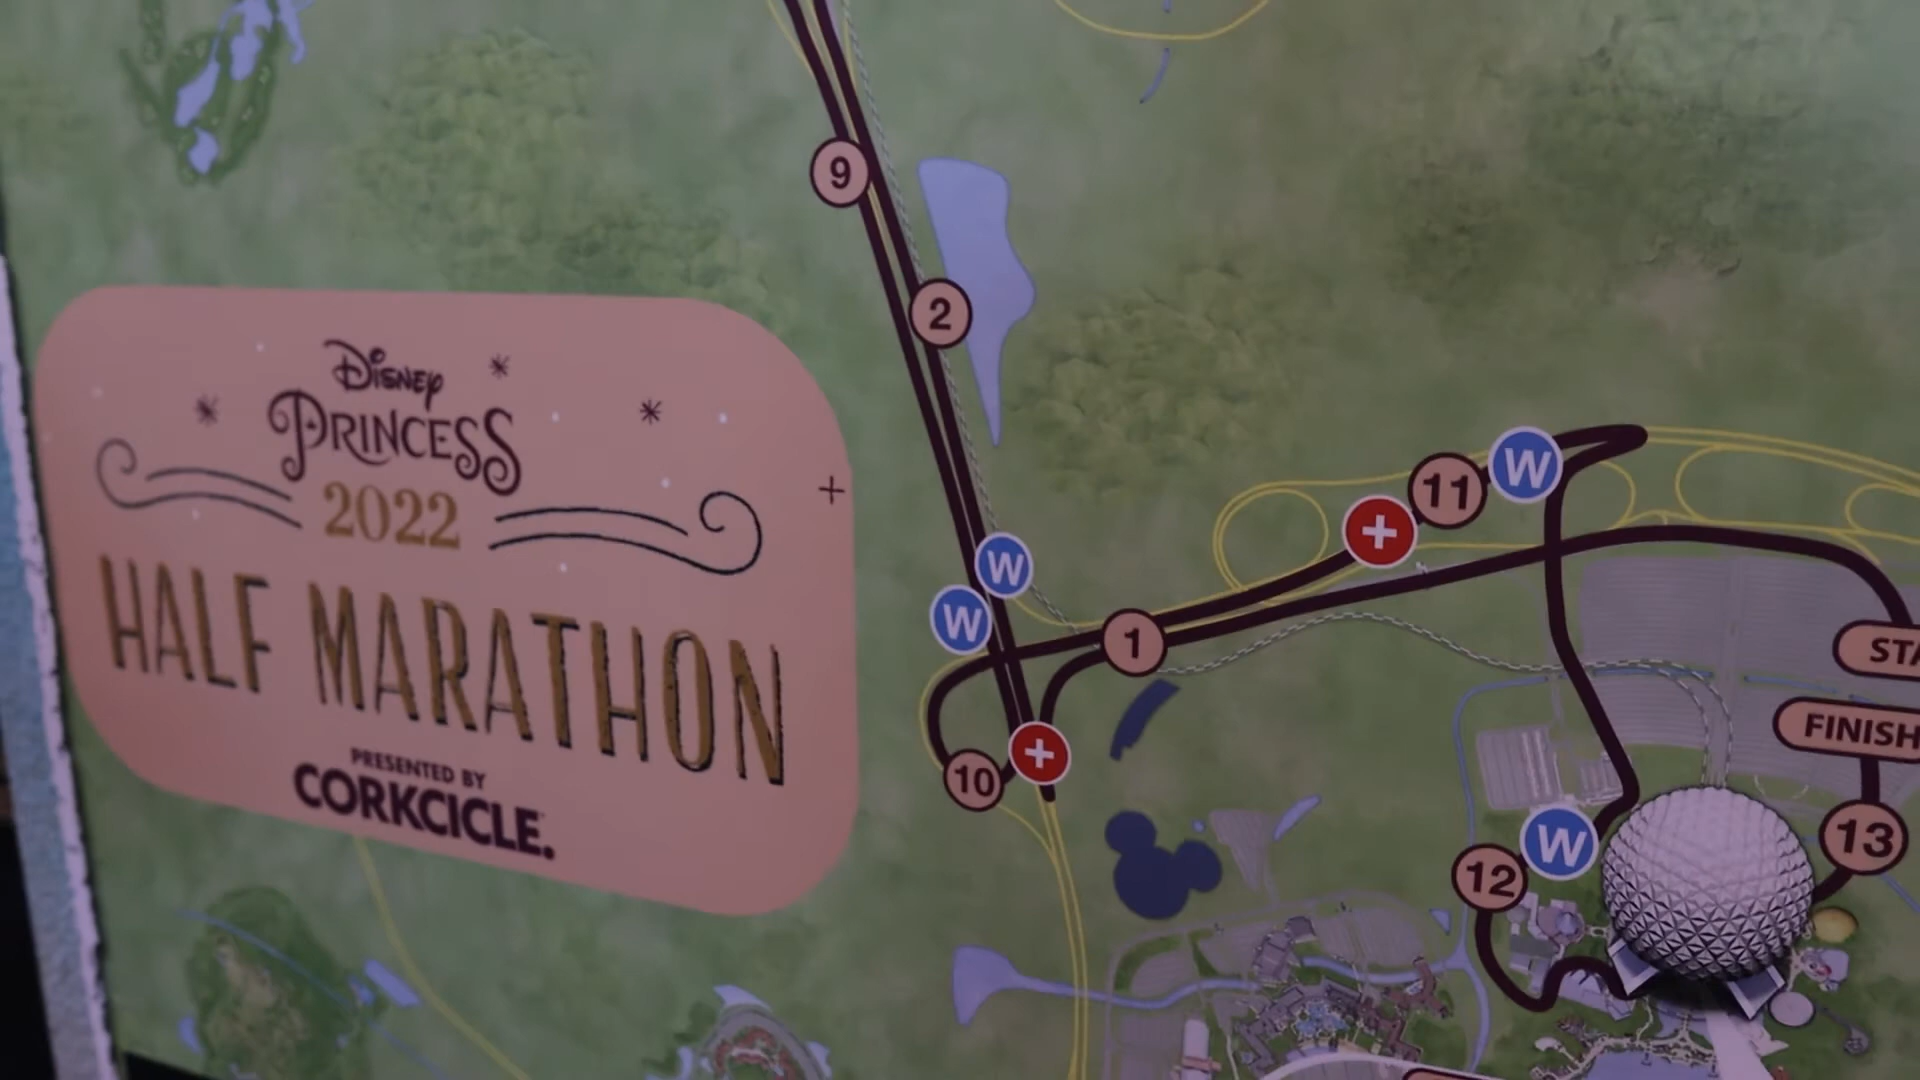 9
2
DISNEY
PRINCESS
2022
HALF MARATHON
PRESENTED BY
CORKCICLE.
W
11
+
W
W
1
STA
FINISH
+
10
W
13
12